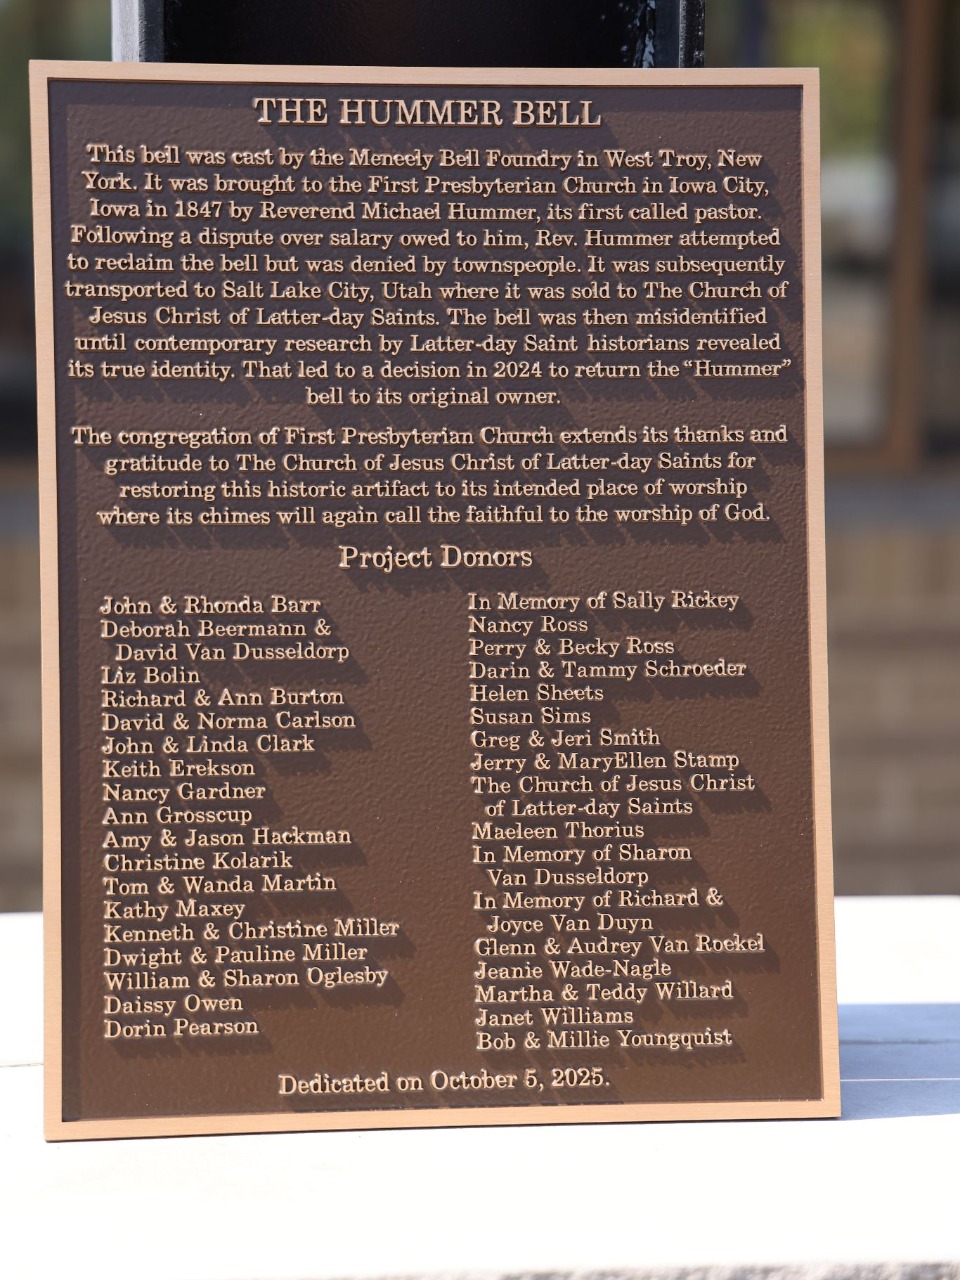 THE HUMMER BELL
This bell was cast by the Meneely Bell Foundry in West Troy, New
York. It was brought to the First Presbyterian Church in Iowa City,
Iowa in 1847 by Reverend Michael Hummer, its first called pastor.
Following a dispute over salary owed to him, Rev. Hummer attempted
to reclaim the bell but was denied by townspeople. It was subsequently
transported to Salt Lake City, Utah where it was sold to The Church of
Jesus Christ of Latter-day Saints. The bell was then misidentified
until contemporary research by Latter-day Saint historians revealed
its true identity. That led to a decision in 2024 to return the “Hummer”
bell to its original owner.
The congregation of First Presbyterian Church extends its thanks and
gratitude to The Church of Jesus Christ of Latter-day Saints for
restoring this historic artifact to its intended place of worship
where its chimes will again call the faithful to the worship of God.
Project Donors
John & Rhonda Barr
Deborah Beermann &
David Van Dusseldorp
Liz Bolin
Richard & Ann Burton
David & Norma Carlson
John & Linda Clark
Keith Erekson
Nancy Gardner
Ann Grosscup
Amy & Jason Hackman
Christine Kolarik
Tom & Wanda Martin
Kathy Maxey
Kenneth & Christine Miller
Dwight & Pauline Miller
William & Sharon Oglesby
Daissy Owen
Dorin Pearson
In Memory of Sally Rickey
Nancy Ross
Perry & Becky Ross
Darin & Tammy Schroeder
Helen Sheets
Susan Sims
Greg & Jeri Smith
Jerry & MaryEllen Stamp
The Church of Jesus Christ
of Latter-day Saints
Maeleen Thorius
In Memory of Sharon
Van Dusseldorp
In Memory of Richard &
Joyce Van Duyn
Glenn & Audrey Van Roekel
Jeanie Wade-Nagle
Martha & Teddy Willard
Janet Williams
Bob & Millie Youngquist
Dedicated on October 5, 2025.